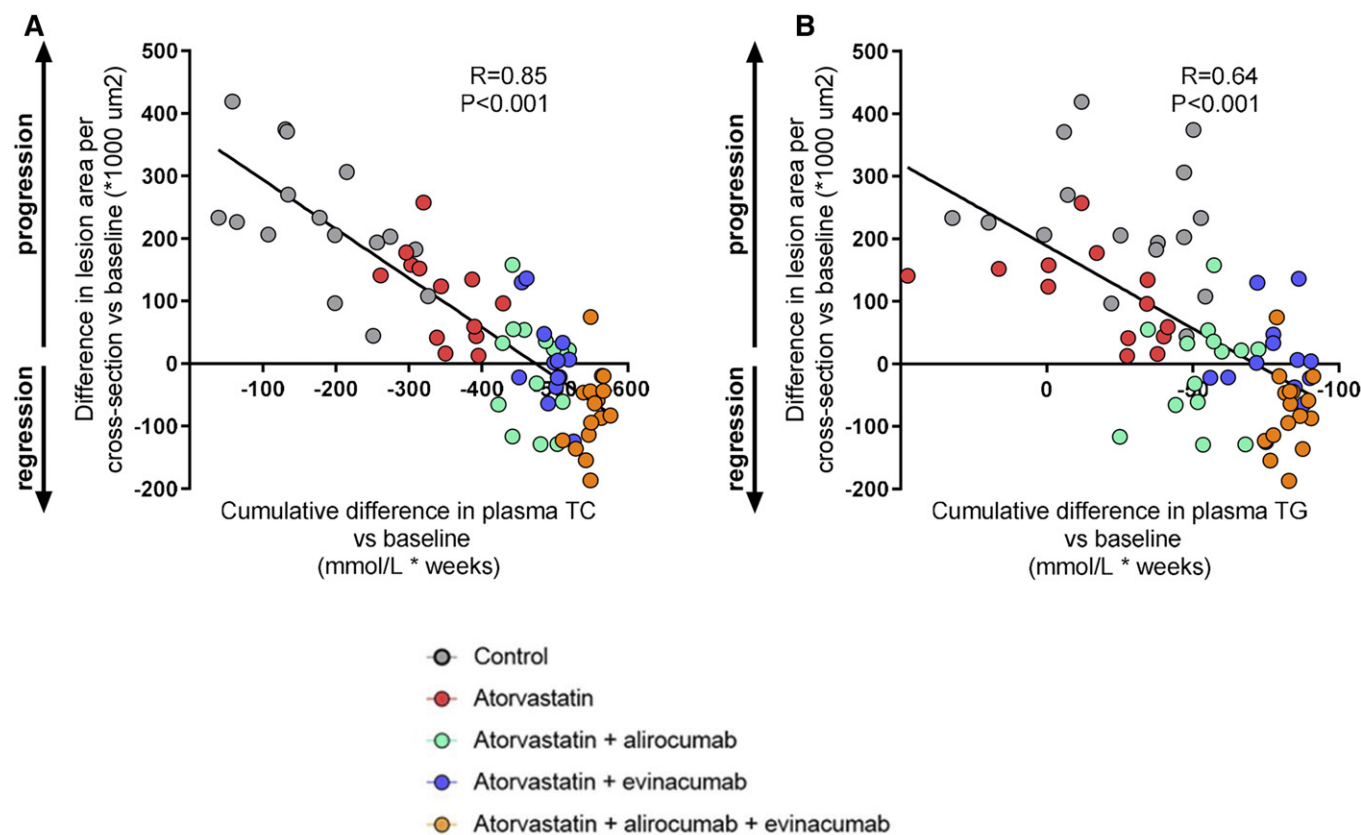 A
progression
regression
Difference in lesion area per
cross-section vs baseline (*1000 um2)
500
400
300
200
100
0
-100
-200
R=0.85
P<0.001
-100 -200 -300 -400
Cumulative difference in plasma TC
vs baseline
(mmol/L * weeks)
B
progression
regression
Difference in lesion area per
cross-section vs baseline (*1000 um2)
500
400
300
200
100
0
-100
-200
R=0.64
P<0.001
0 -50 -100
Cumulative difference in plasma TG
vs baseline
(mmol/L * weeks)
Control
Atorvastatin
Atorvastatin + alirocumab
Atorvastatin + evinacumab
Atorvastatin + alirocumab + evinacumab